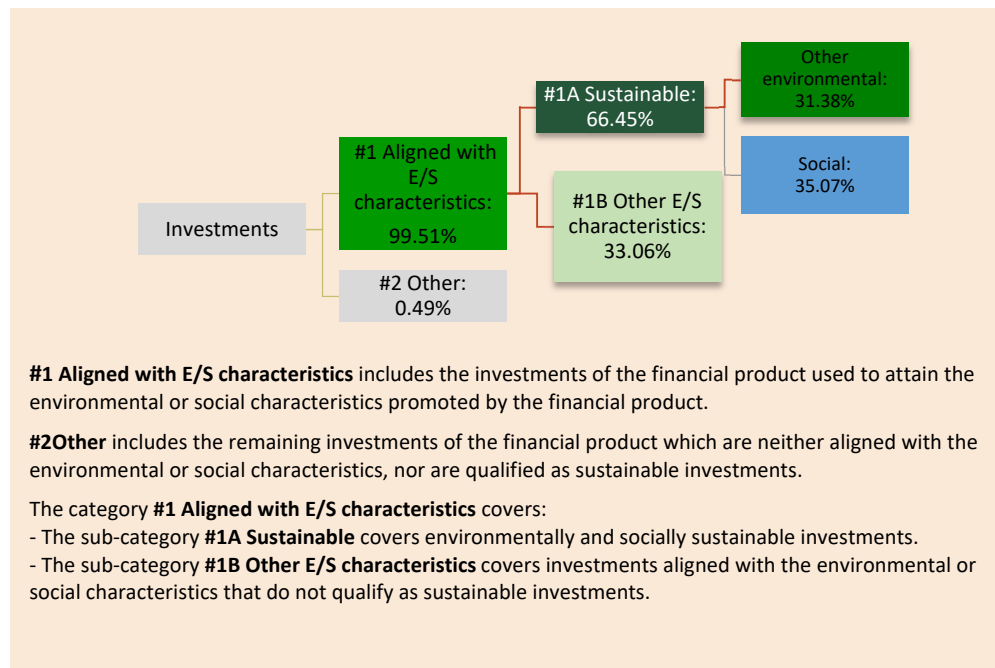 Other
environmental:
31.38%
#1A Sustainable:
66.45%
#1 Aligned with
E/S
characteristics:
99.51%
Social:
35.07%
#1B Other E/S
characteristics:
33.06%
Investments
#2 Other:
0.49%
#1 Aligned with E/S characteristics includes the investments of the financial product used to attain the
environmental or social characteristics promoted by the financial product.
#2Other includes the remaining investments of the financial product which are neither aligned with the
environmental or social characteristics, nor are qualified as sustainable investments.
The category #1 Aligned with E/S characteristics covers:
- The sub-category #1A Sustainable covers environmentally and socially sustainable investments.
- The sub-category #1B Other E/S characteristics covers investments aligned with the environmental or
social characteristics that do not qualify as sustainable investments.